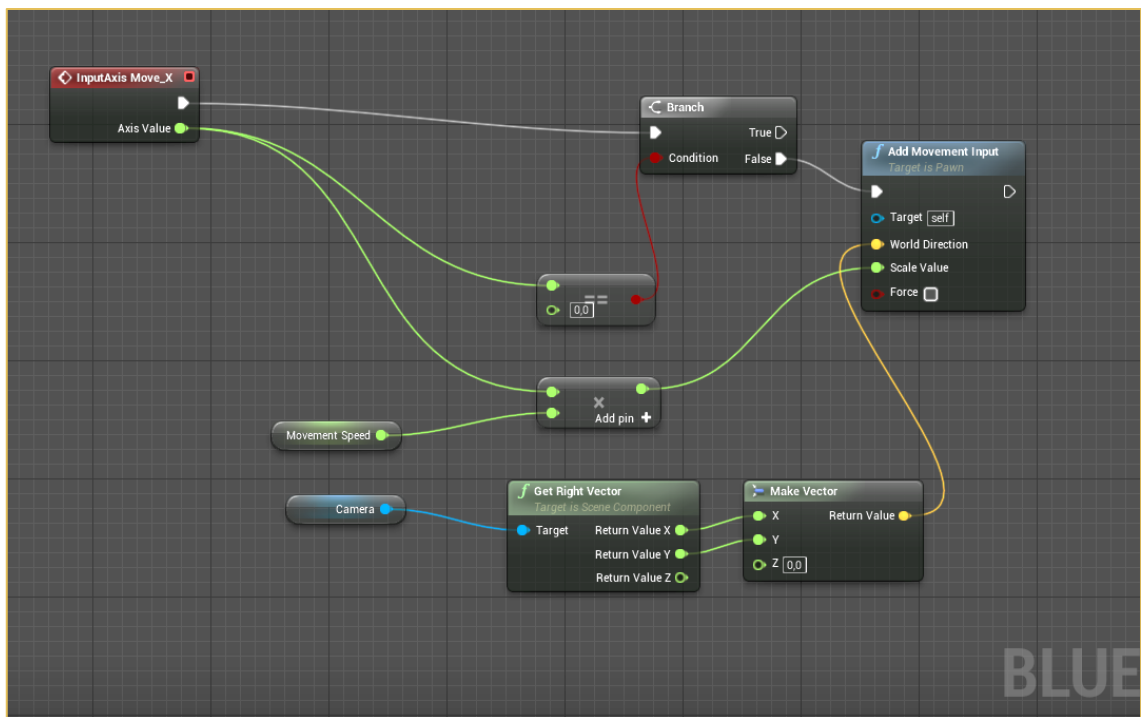 InputAxis Move_X
Axis Value
Branch
True
Condition
False
Add Movement Input
Target is Pawn
Target self
World Direction
Scale Value
Force
==
0,0
×
Add pin +
Movement Speed
Camera
Get Right Vector
Target is Scene Component
Target
Return Value X
Return Value Y
Return Value Z
Make Vector
X
Return Value
Y
Z 0,0
BLUE